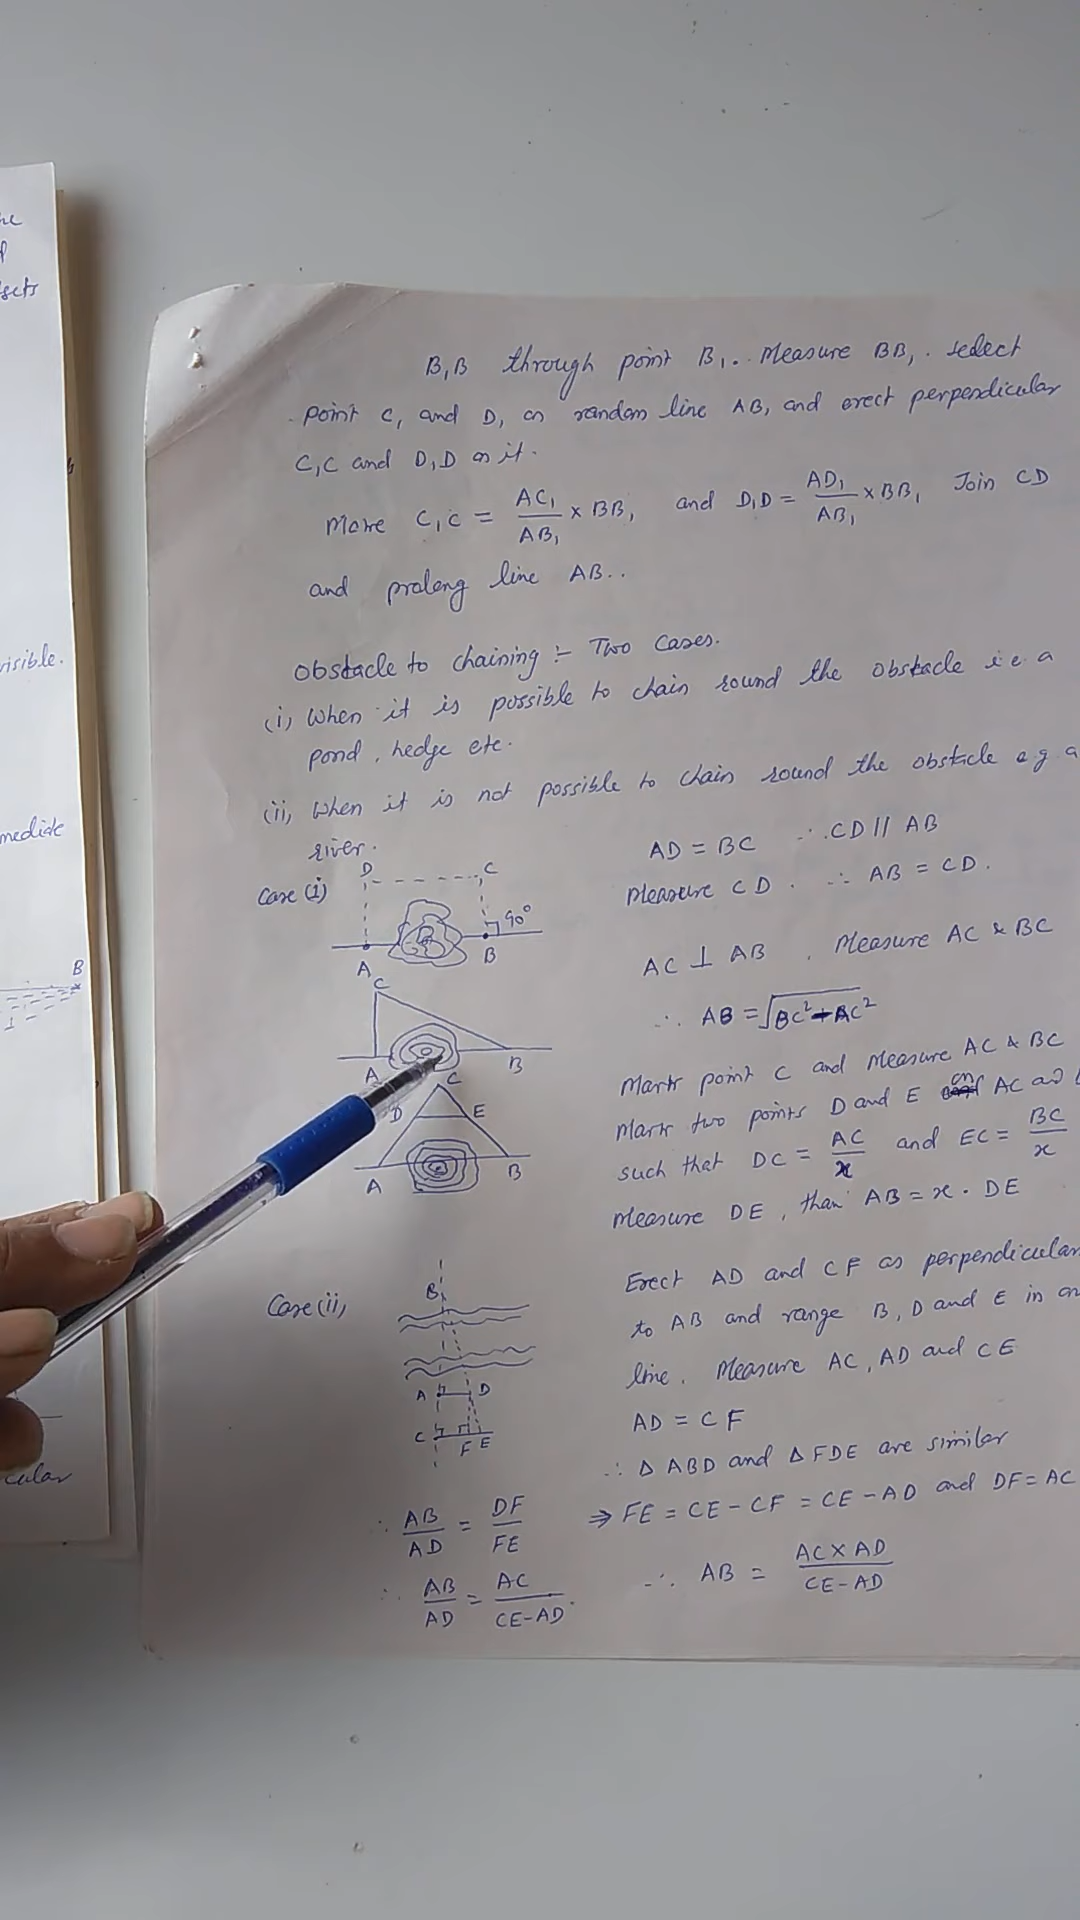 he
sets
visible.
mediate
B
cular
B₁B through point B₁.. Measure BB₁. select
point C₁ and D₁ on random line AB₁ and erect perpendicular
C₁C and D₁D on it.
More C₁C = AC₁/AB₁ × BB₁ and D₁D = AD₁/AB₁ × BB₁ Join CD
and prolong line AB..
Obstacle to chaining :- Two Cases.
(i) When it is possible to chain round the obstacle i.e a
pond, hedge etc.
(ii) When it is not possible to chain round the obstacle e.g a
river.
Case (i)
D C
90°
A B
AD = BC ∴ CD // AB
Measure CD. ∴ AB = CD.
C
A B
AC ⊥ AB. Measure AC & BC
∴ AB = √BC² - AC²
C
D E
A B
Mark point C and Measure AC & BC
Mark two points D and E on AC and
such that DC = AC/x and EC = BC/x
Measure DE, than AB = x . DE
Case (ii)
B
A D
C F E
Erect AD and CF as perpendicular
to AB and range B, D and E in on
line. Measure AC, AD and CE
AD = CF
∴ Δ ABD and Δ FDE are similar
∴ AB/AD = DF/FE ⇒ FE = CE - CF = CE - AD and DF = AC
∴ AB/AD = AC/CE-AD. ∴ AB = AC X AD/CE-AD